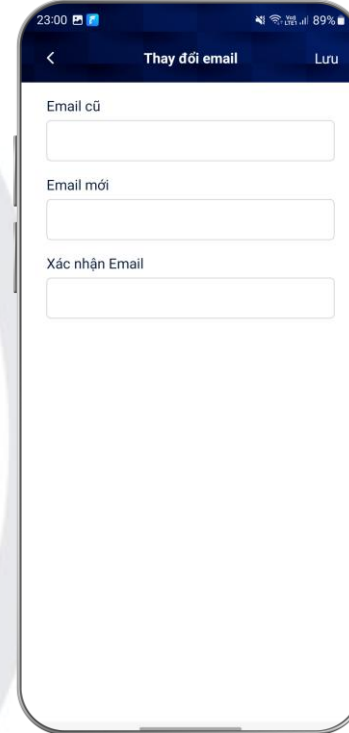 23:00 89%
Thay đổi email Lưu
Email cũ
Email mới
Xác nhận Email